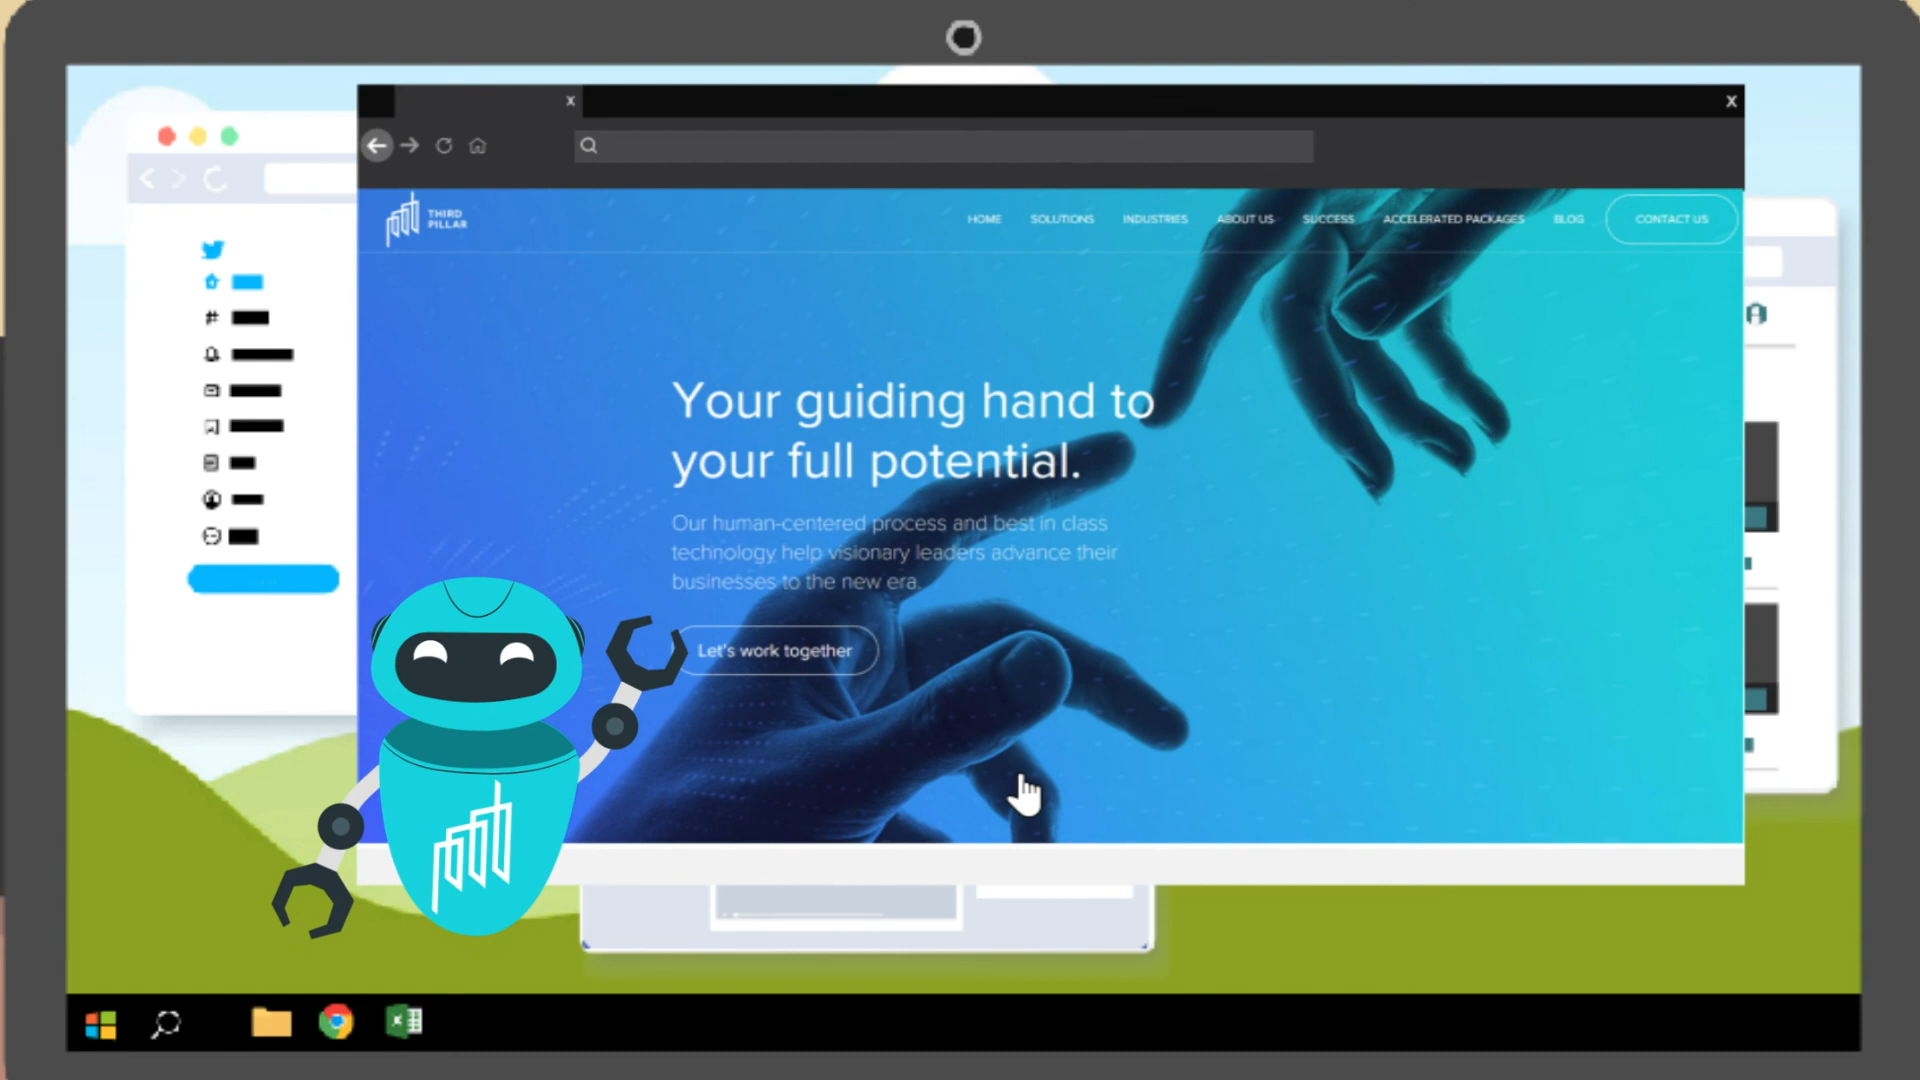 x
x
THIRD
PILLAR
HOME SOLUTIONS INDUSTRIES ABOUT US SUCCESS ACCELERATED PACKAGES BLOG CONTACT US
Your guiding hand to
your full potential.
Our human-centered process and best in class
technology help visionary leaders advance their
businesses to the new era.
Let's work together